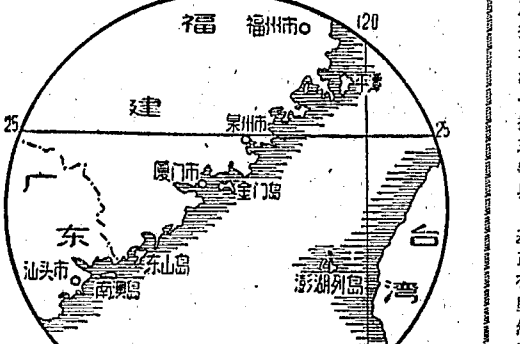 福 福州市 120
平潭
建
25 泉州市 25
厦门市 金门岛
广
东 台
汕头市 东山岛
南澳岛 澎湖列岛 湾